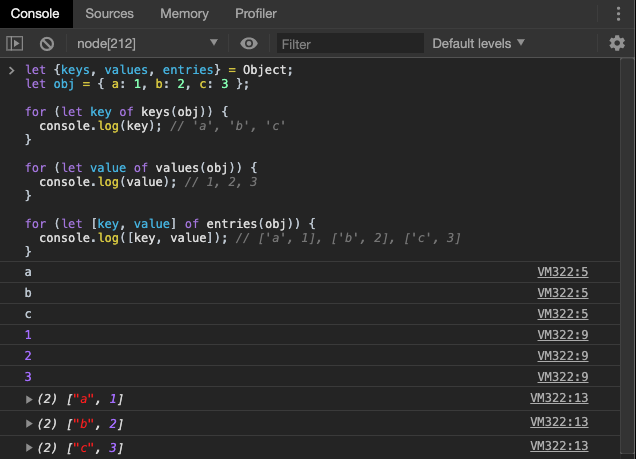 Console Sources Memory Profiler
node[212] Filter Default levels
let {keys, values, entries} = Object;
let obj = { a: 1, b: 2, c: 3 };
for (let key of keys(obj)) {
console.log(key); // 'a', 'b', 'c'
}
for (let value of values(obj)) {
console.log(value); // 1, 2, 3
}
for (let [key, value] of entries(obj)) {
console.log([key, value]); // ['a', 1], ['b', 2], ['c', 3]
}
a VM322:5
b VM322:5
c VM322:5
1 VM322:9
2 VM322:9
3 VM322:9
(2) ["a", 1] VM322:13
(2) ["b", 2] VM322:13
(2) ["c", 3] VM322:13